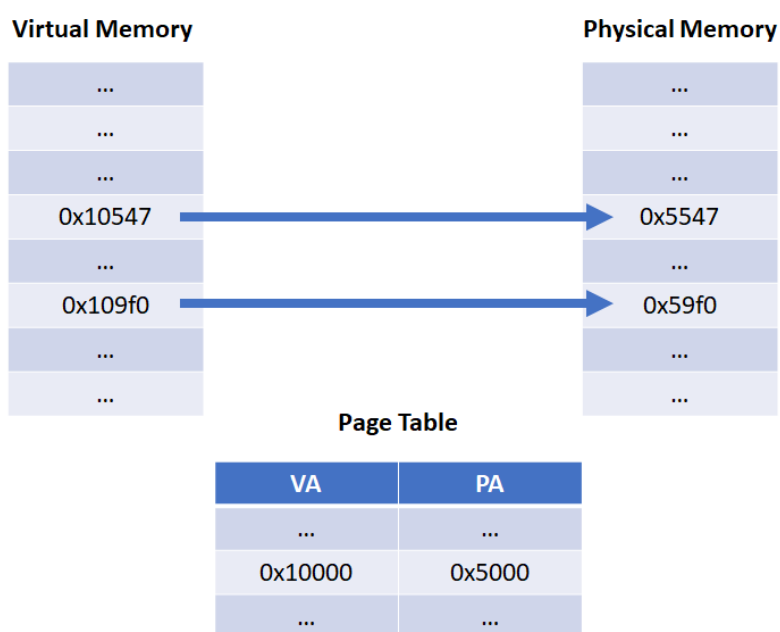 Virtual Memory
Physical Memory
...
...
...
...
...
...
0x10547
0x5547
...
...
0x109f0
0x59f0
...
...
...
...
Page Table
VA
PA
...
...
0x10000
0x5000
...
...